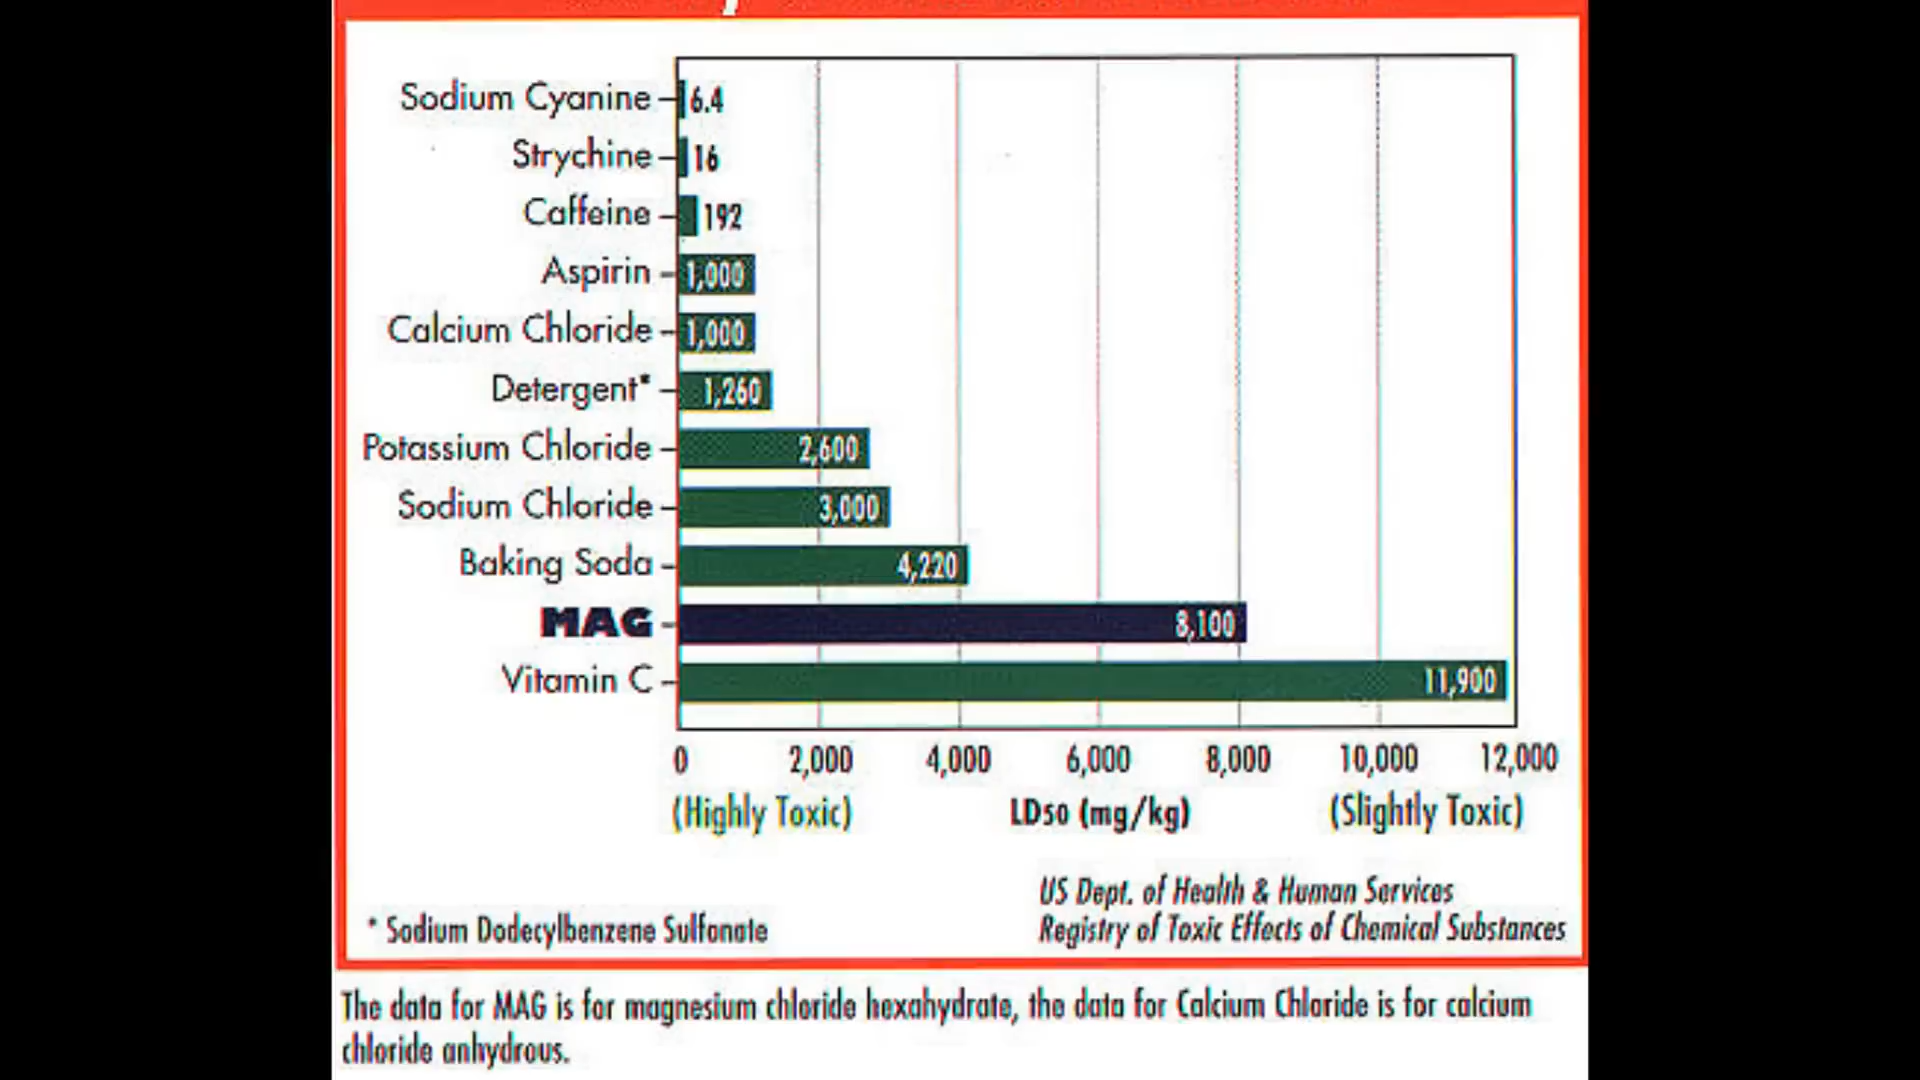 Sodium Cyanine 6.4
Strychine 16
Caffeine 192
Aspirin 1,000
Calcium Chloride 1,000
Detergent* 1,260
Potassium Chloride 2,600
Sodium Chloride 3,000
Baking Soda 4,220
MAG 8,100
Vitamin C 11,900
0 2,000 4,000 6,000 8,000 10,000 12,000
(Highly Toxic) LD50 (mg/kg) (Slightly Toxic)
US Dept. of Health & Human Services
* Sodium Dodecylbenzene Sulfonate
Registry of Toxic Effects of Chemical Substances
The data for MAG is for magnesium chloride hexahydrate, the data for Calcium Chloride is for calcium
chloride anhydrous.